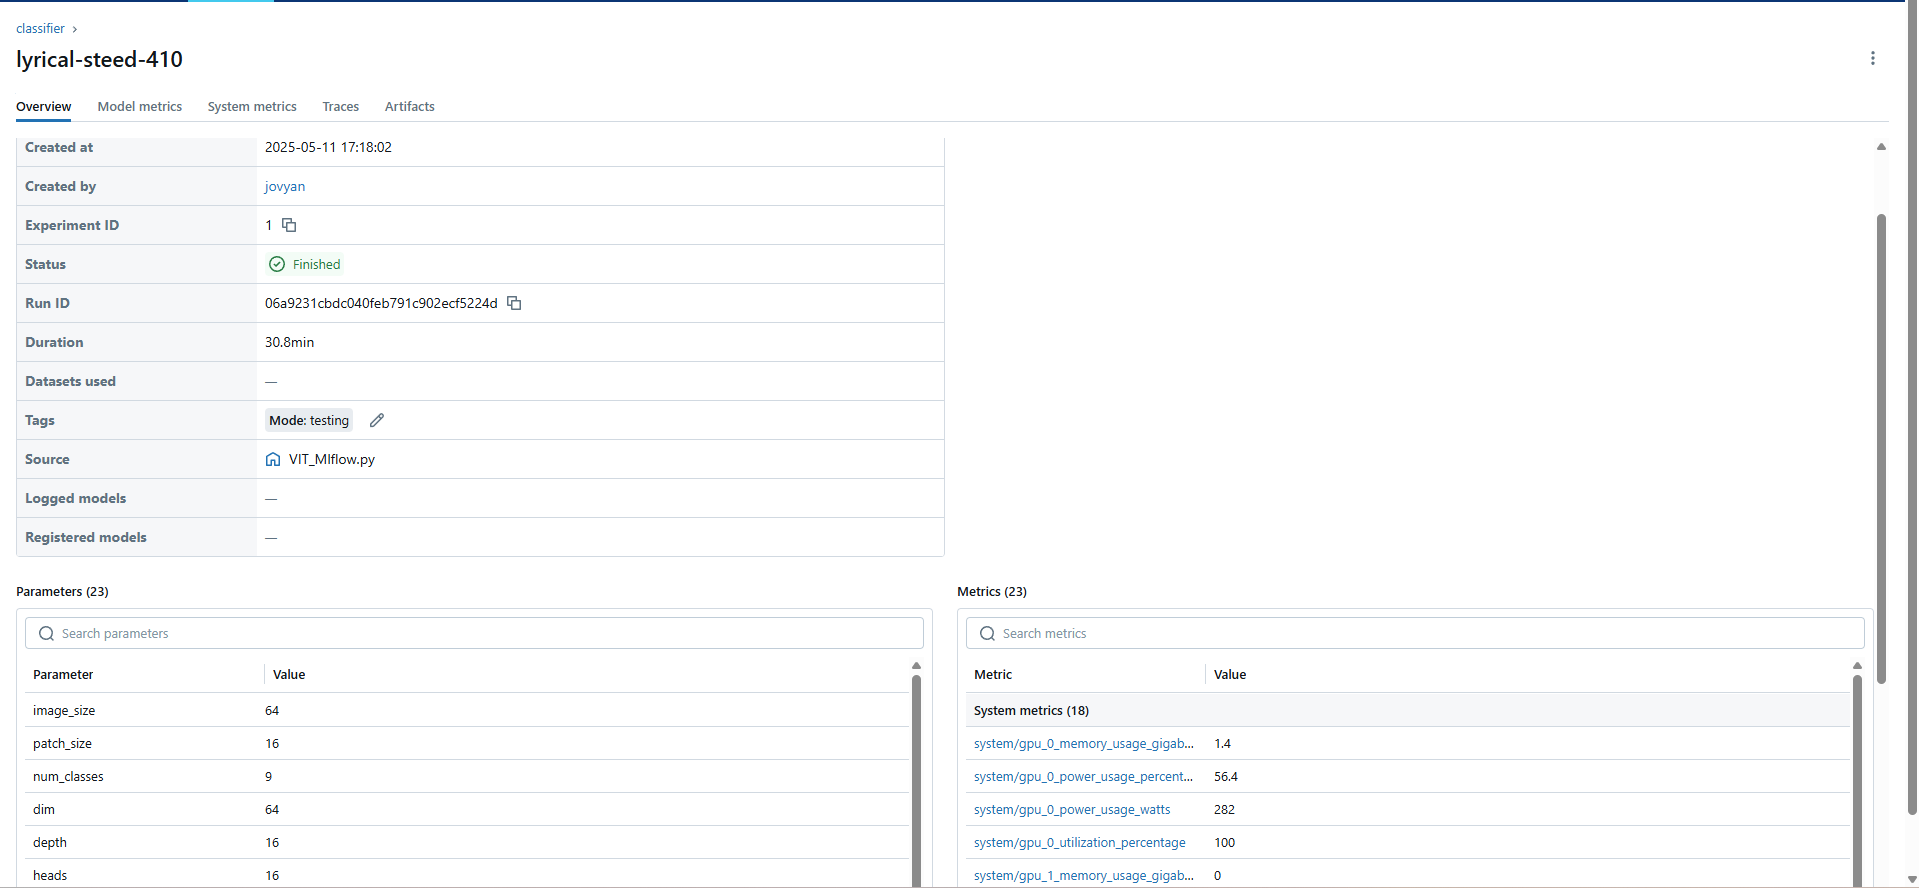 classifier
lyrical-steed-410
Overview Model metrics System metrics Traces Artifacts
Created at 2025-05-11 17:18:02
Created by jovyan
Experiment ID 1
Status Finished
Run ID 06a9231cbdc040feb791c902ecf5224d
Duration 30.8min
Datasets used —
Tags Mode: testing
Source VIT_Mlflow.py
Logged models —
Registered models —
Parameters (23)
Search parameters
Parameter Value
image_size 64
patch_size 16
num_classes 9
dim 64
depth 16
heads 16
Metrics (23)
Search metrics
Metric Value
System metrics (18)
system/gpu_0_memory_usage_gigab... 1.4
system/gpu_0_power_usage_percent... 56.4
system/gpu_0_power_usage_watts 282
system/gpu_0_utilization_percentage 100
system/gpu_1_memory_usage_gigab... 0